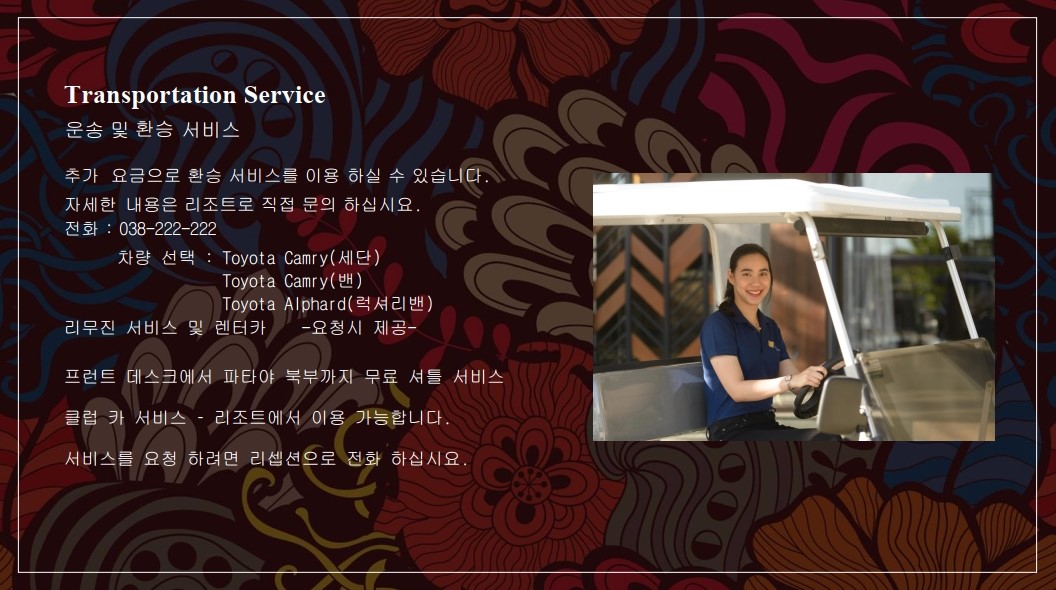 Transportation Service
운송 및 환승 서비스
추가 요금으로 환승 서비스를 이용 하실 수 있습니다.
자세한 내용은 리조트로 직접 문의 하십시요.
전화 : 038-222-222
차량 선택 : Toyota Camry(세단)
Toyota Camry(밴)
Toyota Alphard(럭셔리밴)
리무진 서비스 및 렌터카 -요청시 제공-
프런트 데스크에서 파타야 북부까지 무료 셔틀 서비스
클럽 카 서비스 - 리조트에서 이용 가능합니다.
서비스를 요청 하려면 리셉션으로 전화 하십시요.